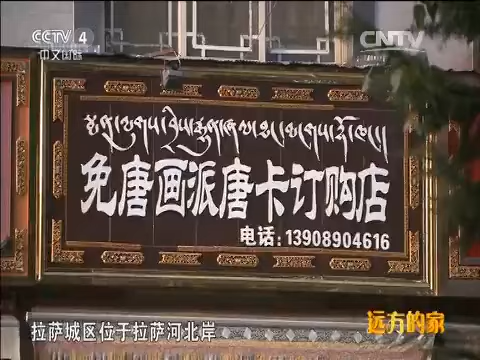 CCTV 4
中文国际
CNTV
免唐画派唐卡订购店
电话:13908904616
拉萨城区位于拉萨河北岸
远方的家